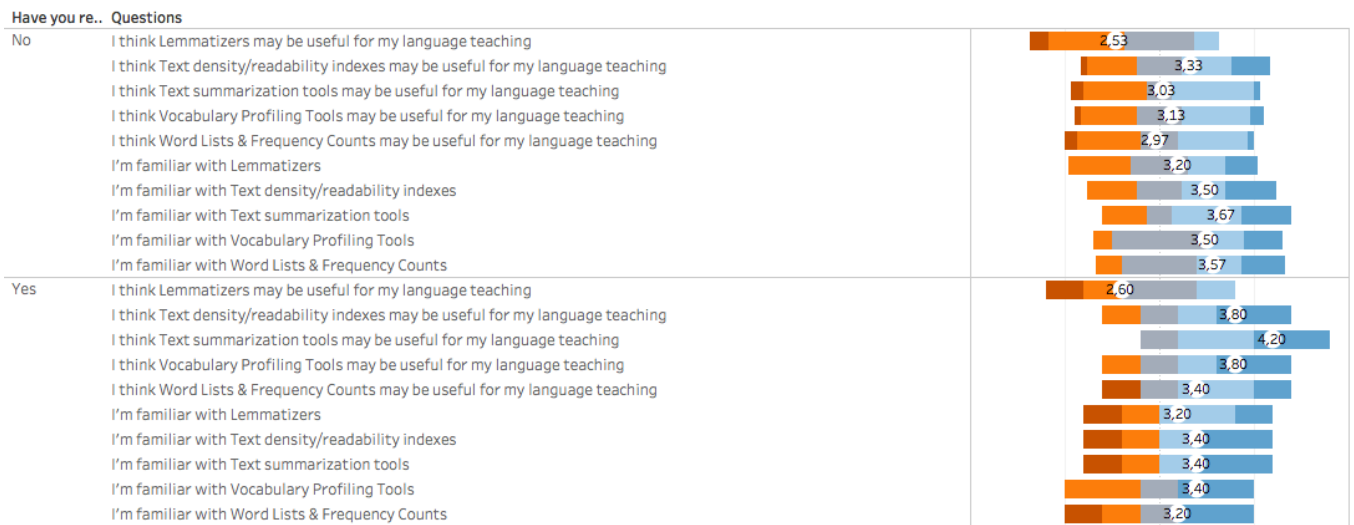 Have you re.. Questions
No I think Lemmatizers may be useful for my language teaching 2,53
I think Text density/readability indexes may be useful for my language teaching 3,33
I think Text summarization tools may be useful for my language teaching 3,03
I think Vocabulary Profiling Tools may be useful for my language teaching 3,13
I think Word Lists & Frequency Counts may be useful for my language teaching 2,97
I'm familiar with Lemmatizers 3,20
I'm familiar with Text density/readability indexes 3,50
I'm familiar with Text summarization tools 3,67
I'm familiar with Vocabulary Profiling Tools 3,50
I'm familiar with Word Lists & Frequency Counts 3,57
Yes I think Lemmatizers may be useful for my language teaching 2,60
I think Text density/readability indexes may be useful for my language teaching 3,80
I think Text summarization tools may be useful for my language teaching 4,20
I think Vocabulary Profiling Tools may be useful for my language teaching 3,80
I think Word Lists & Frequency Counts may be useful for my language teaching 3,40
I'm familiar with Lemmatizers 3,20
I'm familiar with Text density/readability indexes 3,40
I'm familiar with Text summarization tools 3,40
I'm familiar with Vocabulary Profiling Tools 3,40
I'm familiar with Word Lists & Frequency Counts 3,20